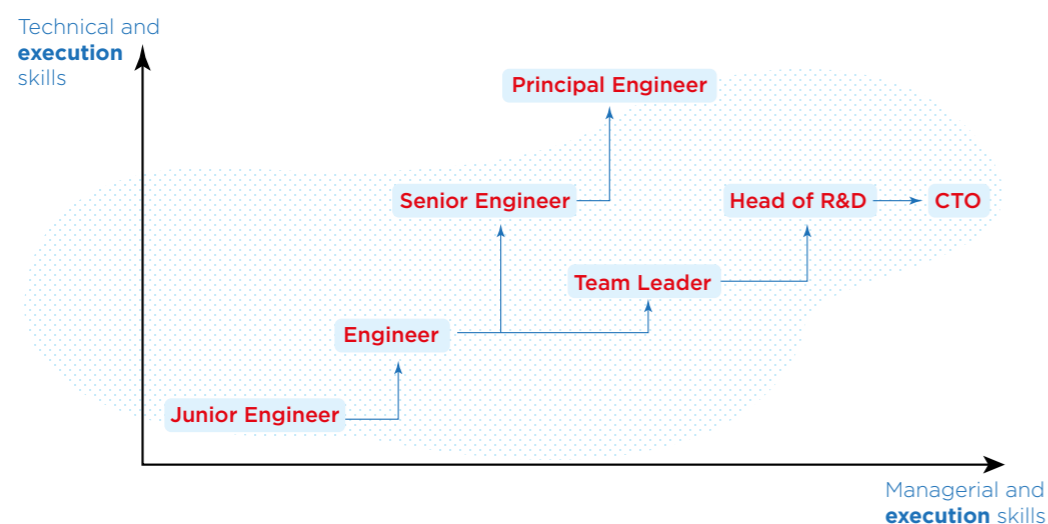 Technical and
execution
skills
Principal Engineer
Senior Engineer
Head of R&D
CTO
Team Leader
Engineer
Junior Engineer
Managerial and
execution skills